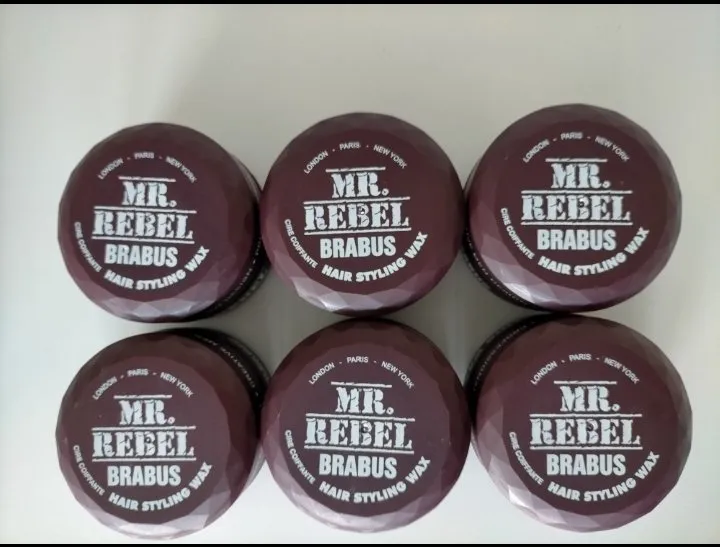 LONDON - PARIS - NEW YORK
MR.
REBEL
BRABUS
CIRE COIFFANTE HAIR STYLING WAX
LONDON - PARIS - NEW YORK
MR.
REBEL
BRABUS
CIRE COIFFANTE HAIR STYLING WAX
LONDON - PARIS - NEW YORK
MR.
REBEL
BRABUS
CIRE COIFFANTE HAIR STYLING WAX
LONDON - PARIS - NEW YORK
MR.
REBEL
BRABUS
CIRE COIFFANTE HAIR STYLING WAX
LONDON - PARIS - NEW YORK
MR.
REBEL
BRABUS
CIRE COIFFANTE HAIR STYLING WAX
LONDON - PARIS - NEW YORK
MR.
REBEL
BRABUS
CIRE COIFFANTE HAIR STYLING WAX